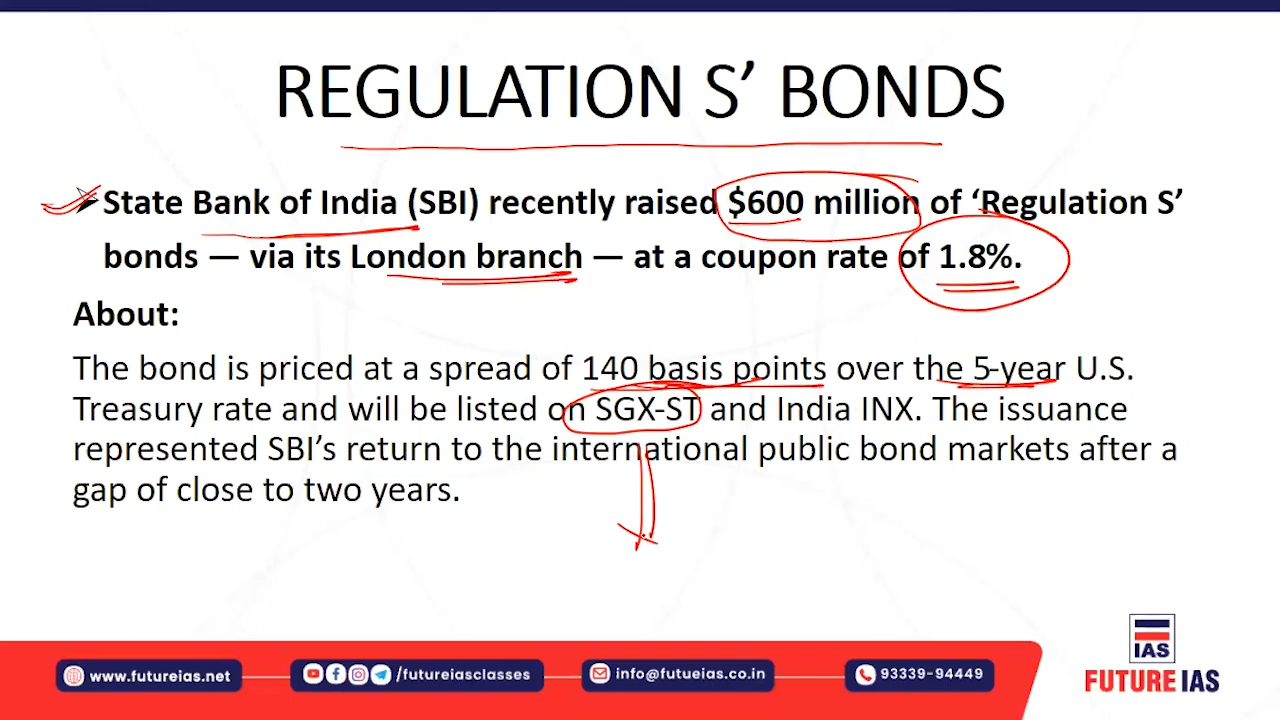 REGULATION S’ BONDS
State Bank of India (SBI) recently raised $600 million of ‘Regulation S’
bonds — via its London branch — at a coupon rate of 1.8%.
About:
The bond is priced at a spread of 140 basis points over the 5-year U.S.
Treasury rate and will be listed on SGX-ST and India INX. The issuance
represented SBI’s return to the international public bond markets after a
gap of close to two years.
IAS
FUTURE IAS
www.futureias.net
/futureiasclasses
info@futueias.co.in
93339-94449